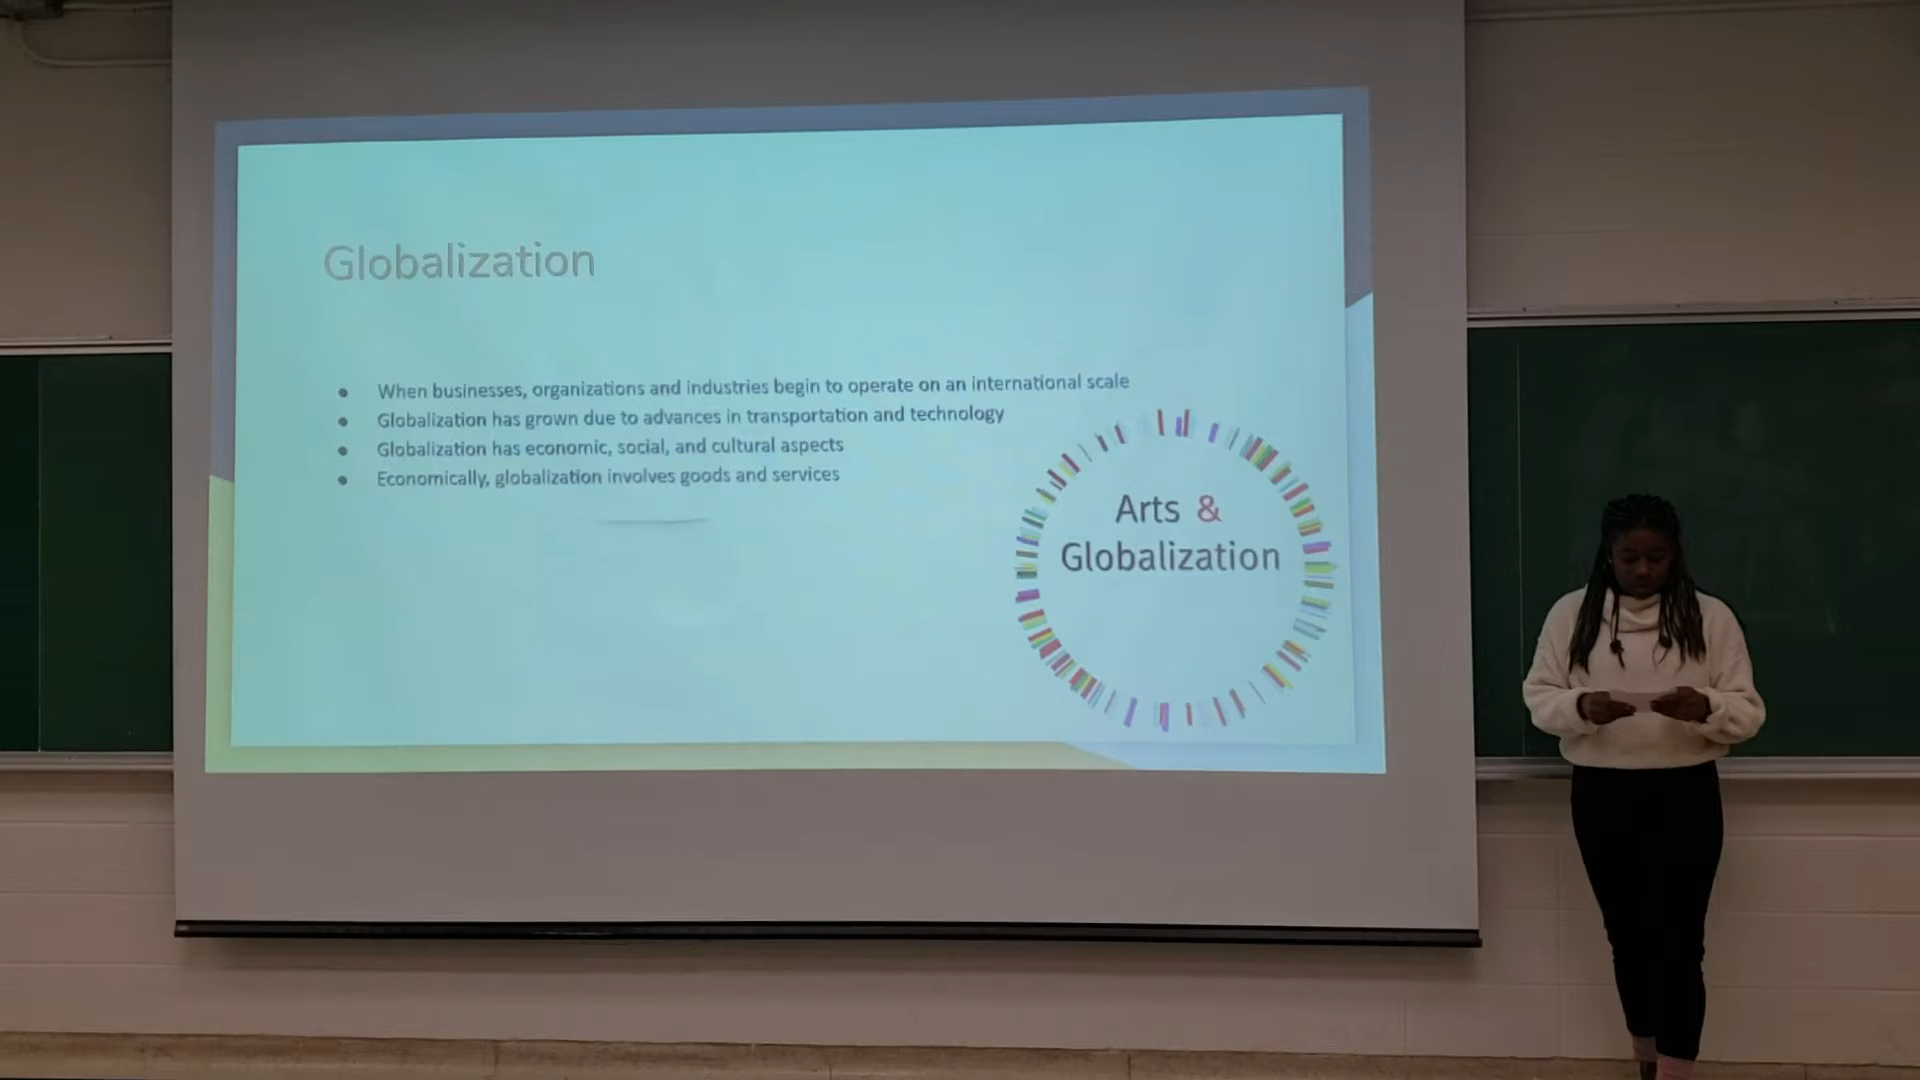 Globalization
When businesses, organizations and industries begin to operate on an international scale
Globalization has grown due to advances in transportation and technology
Globalization has economic, social, and cultural aspects
Economically, globalization involves goods and services
Arts &
Globalization